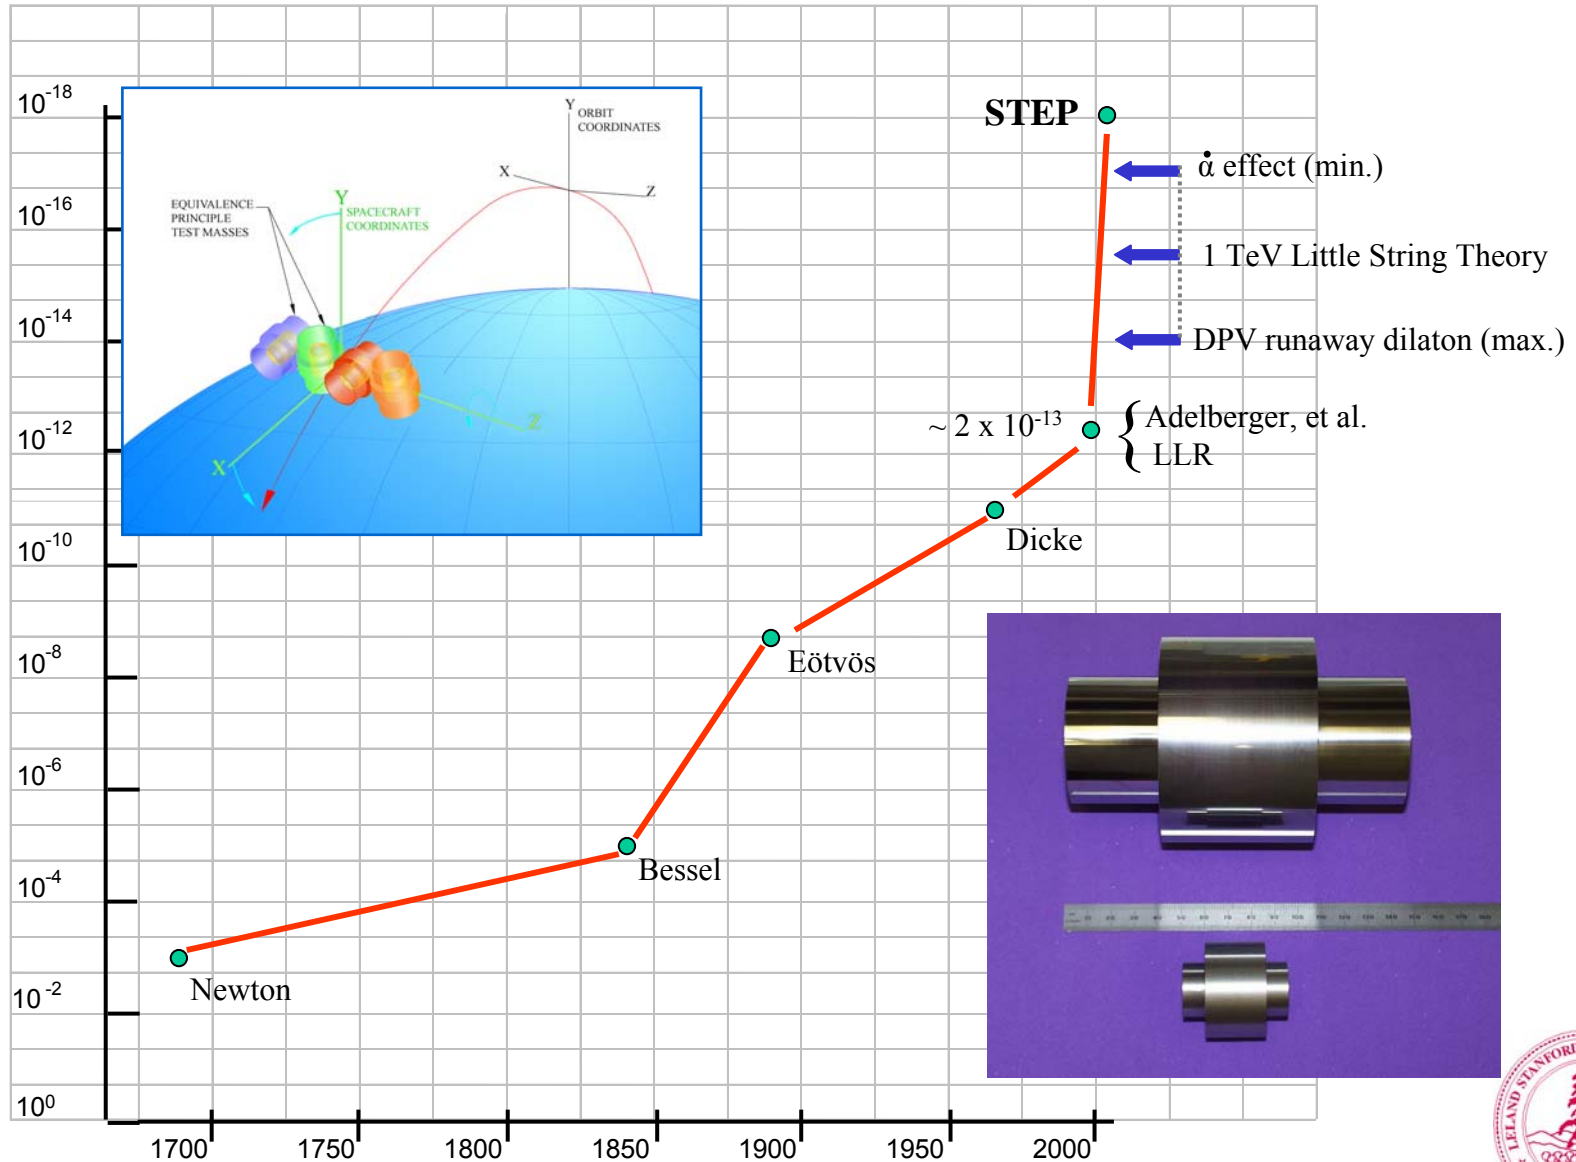 10-18
10-16
10-14
10-12
10-10
10-8
10-6
10-4
10-2
100
Y ORBIT
COORDINATES
X
Z
EQUIVALENCE
PRINCIPLE
TEST MASSES
Y
SPACECRAFT
COORDINATES
X
Z
STEP
α̇ effect (min.)
1 TeV Little String Theory
DPV runaway dilaton (max.)
~ 2 x 10-13
{ Adelberger, et al.
LLR
Dicke
Eötvös
Bessel
Newton
1700
1750
1800
1850
1900
1950
2000
LELAND STANFORD